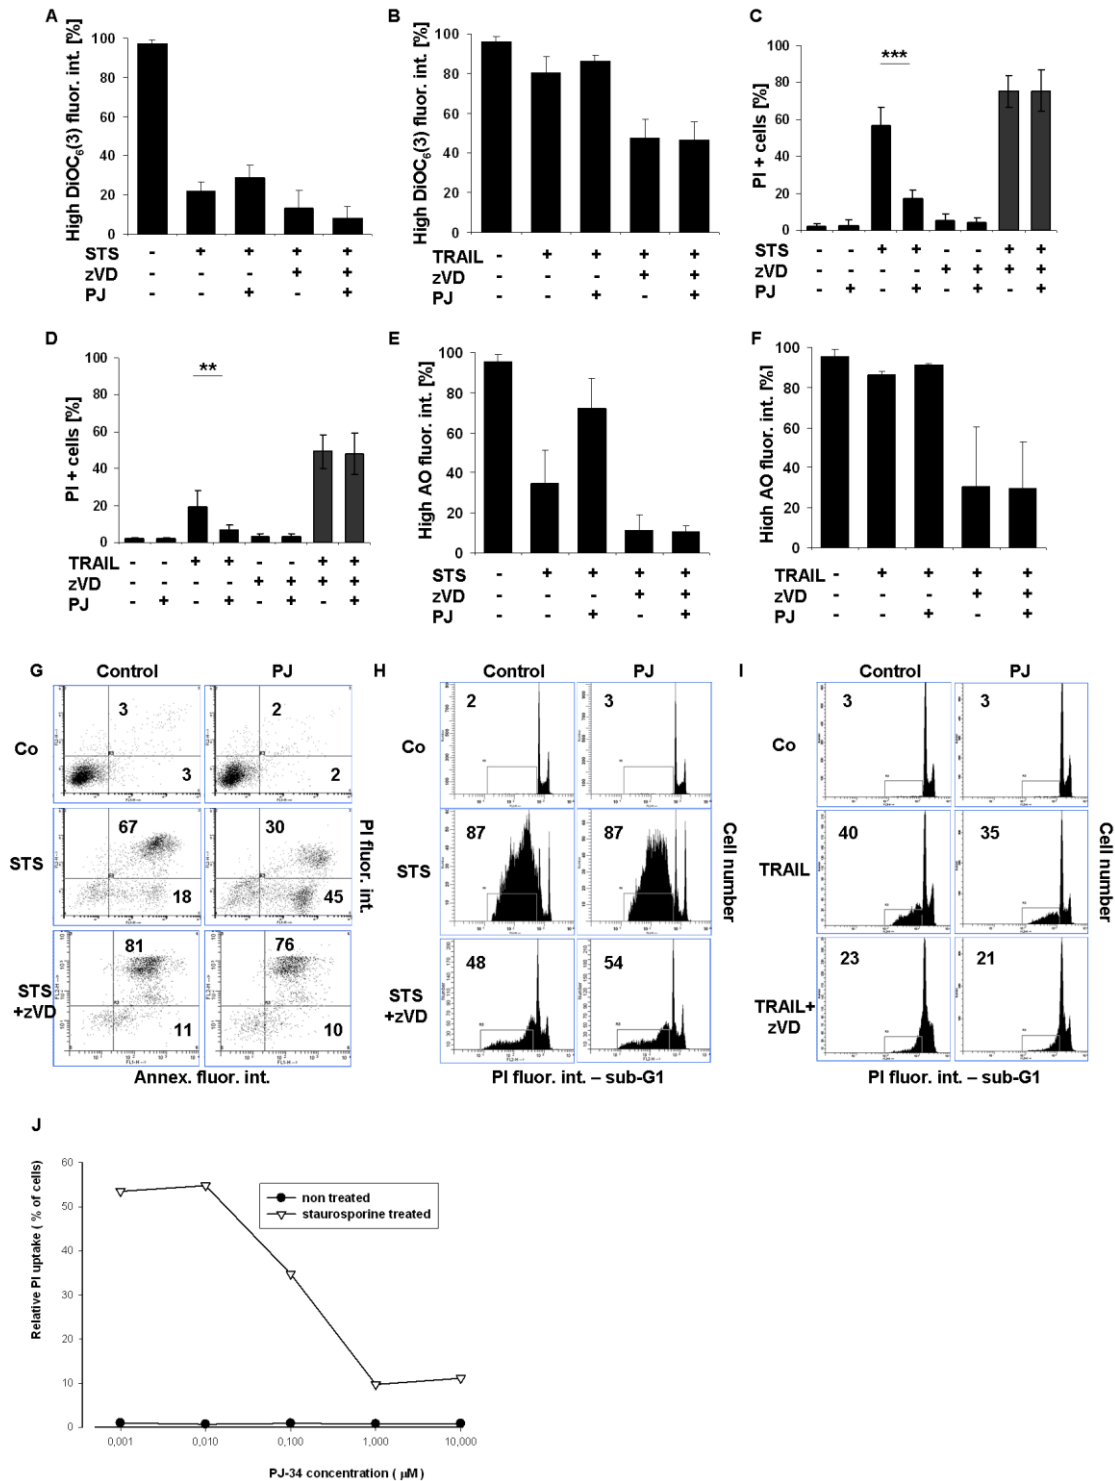 A
High DiOC6(3) fluor. int. [%]
100
80
60
40
20
0
STS - + + + +
zVD - - - + +
PJ - - + - +
B
High DiOC6(3) fluor. int. [%]
100
80
60
40
20
0
TRAIL - + + + +
zVD - - - + +
PJ - - + - +
C
PI + cells [%]
100
80
60
40
20
0
***
STS - - + + - - + +
zVD - - - - + + + +
PJ - + - + - + - +
D
PI + cells [%]
100
80
60
40
20
0
**
TRAIL - - + + - - + +
zVD - - - - + + + +
PJ - + - + - + - +
E
High AO fluor. int. [%]
100
80
60
40
20
0
STS - + + + +
zVD - - - + +
PJ - - + - +
F
High AO fluor. int. [%]
100
80
60
40
20
0
TRAIL - + + + +
zVD - - - + +
PJ - - + - +
G
Control PJ
Co
3 2
3 2
STS
67 30
18 45
STS
+zVD
81 76
11 10
PI fluor. int.
Annex. fluor. int.
H
Control PJ
Co
2 3
STS
87 87
STS
+zVD
48 54
Cell number
PI fluor. int. – sub-G1
I
Control PJ
Co
3 3
TRAIL
40 35
TRAIL+
zVD
23 21
Cell number
PI fluor. int. – sub-G1
J
Relative PI uptake ( % of cells)
60
50
40
30
20
10
0
non treated
staurosporine treated
0,001 0,010 0,100 1,000 10,000
PJ-34 concentration ( µM)